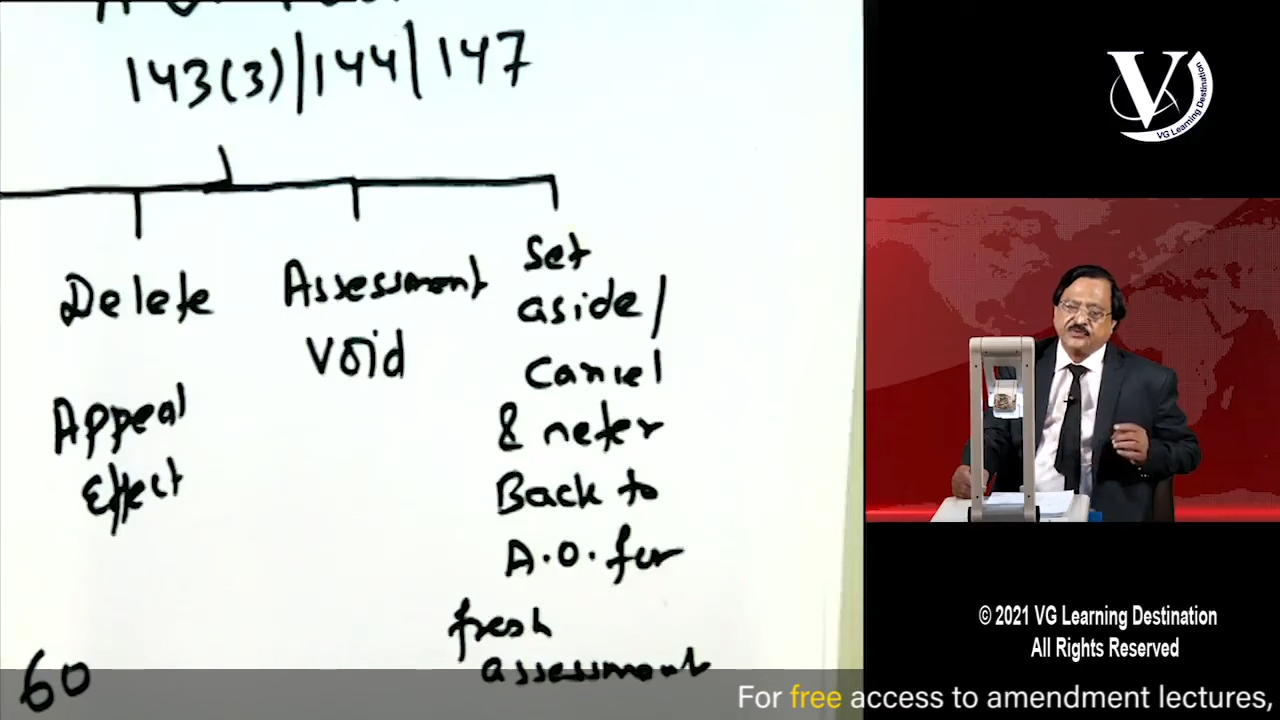 143(3)|144|147
Delete
Appeal
Effect
Assessment
Void
Set
aside/
Cancel
& refer
Back to
A.O. for
fresh
assessment
60
V
VG Learning Destination
© 2021 VG Learning Destination
All Rights Reserved
For free access to amendment lectures,